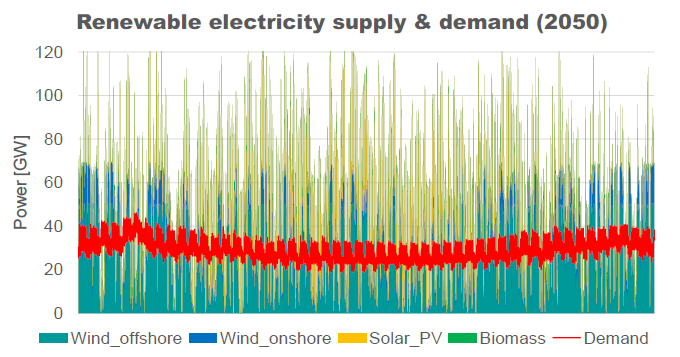 Renewable electricity supply & demand (2050)
Power [GW]
120
100
80
60
40
20
0
Wind_offshore Wind_onshore Solar_PV Biomass Demand